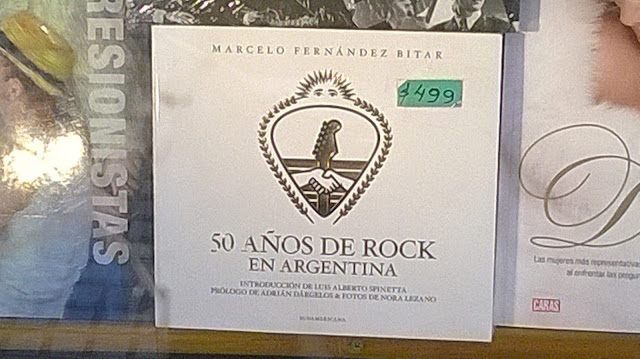 RESIONISTAS
MARCELO FERNÁNDEZ BITAR
$499
50 AÑOS DE ROCK
EN ARGENTINA
INTRODUCCIÓN DE LUIS ALBERTO SPINETTA
PRÓLOGO DE ADRIÁN DÁRGELOS & FOTOS DE NORA LEZANO
SUDAMERICANA
D
Las mujeres más representativas
al enfrentar las pregu
CARAS